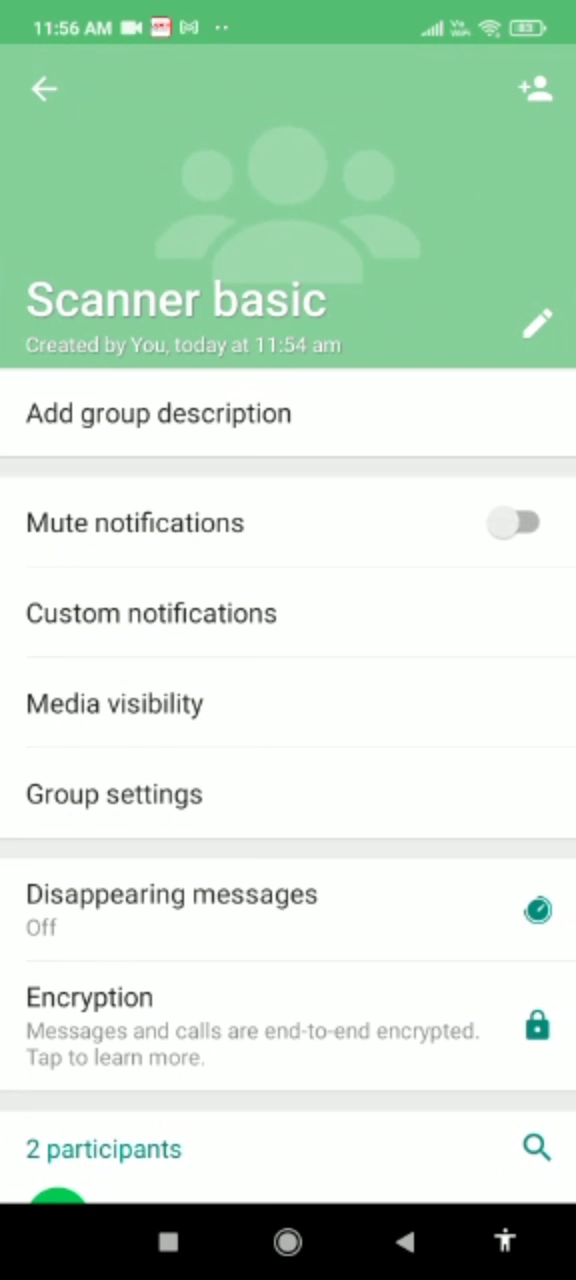 11:56 AM
83
Scanner basic
Created by You, today at 11:54 am
Add group description
Mute notifications
Custom notifications
Media visibility
Group settings
Disappearing messages
Off
Encryption
Messages and calls are end-to-end encrypted.
Tap to learn more.
2 participants